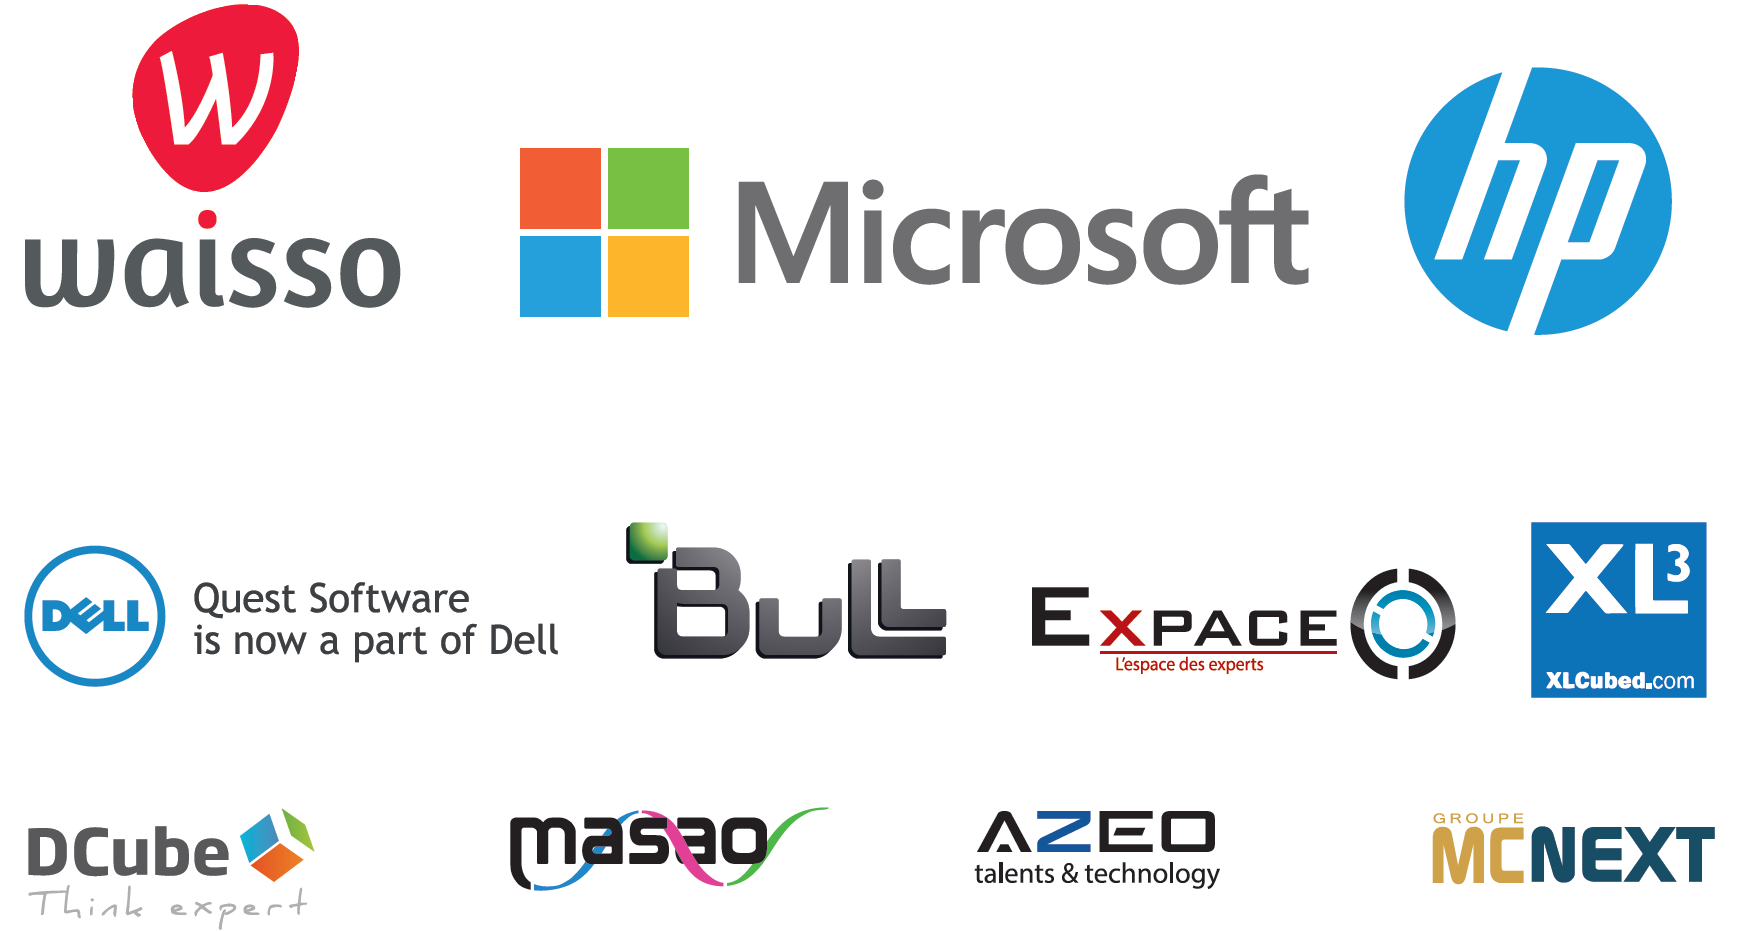 W
waisso
Microsoft
hp
DELL
Quest Software
is now a part of Dell
Bull
EXPACE
L'espace des experts
XL3
XLCubed.com
DCube
Think expert
masao
AZEO
talents & technology
GROUPE
MCNEXT